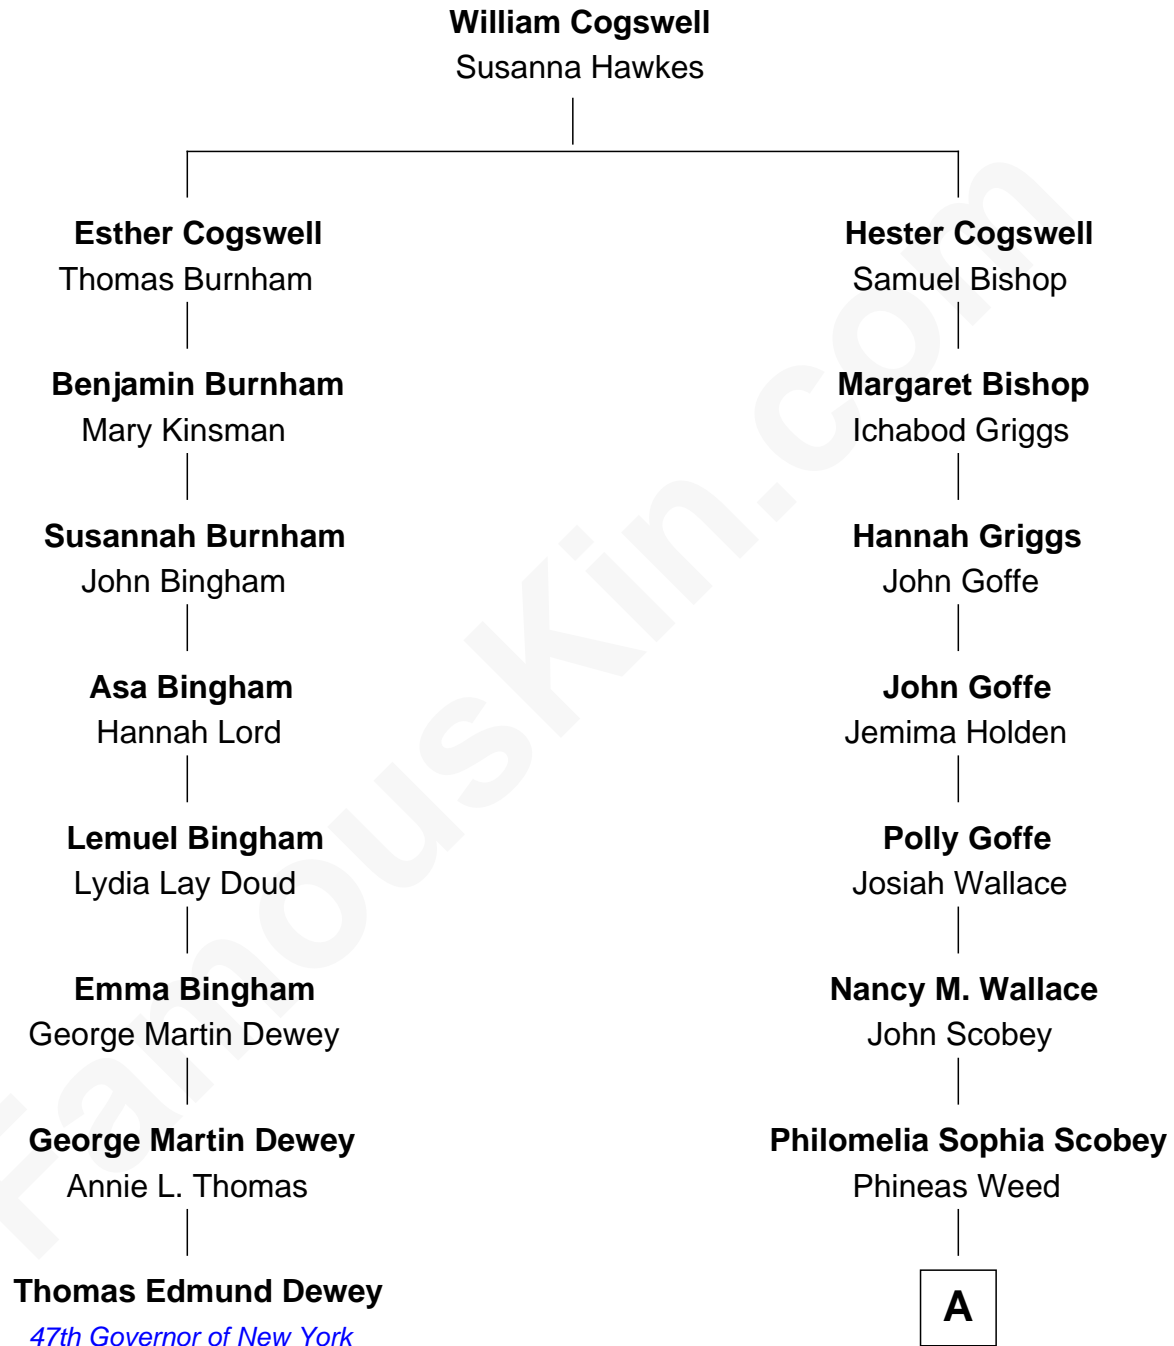 William Cogswell
Susanna Hawkes
Esther Cogswell
Thomas Burnham
Benjamin Burnham
Mary Kinsman
Susannah Burnham
John Bingham
Asa Bingham
Hannah Lord
Lemuel Bingham
Lydia Lay Doud
Emma Bingham
George Martin Dewey
George Martin Dewey
Annie L. Thomas
Thomas Edmund Dewey
47th Governor of New York
Hester Cogswell
Samuel Bishop
Margaret Bishop
Ichabod Griggs
Hannah Griggs
John Goffe
John Goffe
Jemima Holden
Polly Goffe
Josiah Wallace
Nancy M. Wallace
John Scobey
Philomelia Sophia Scobey
Phineas Weed
A
FamousKin.com